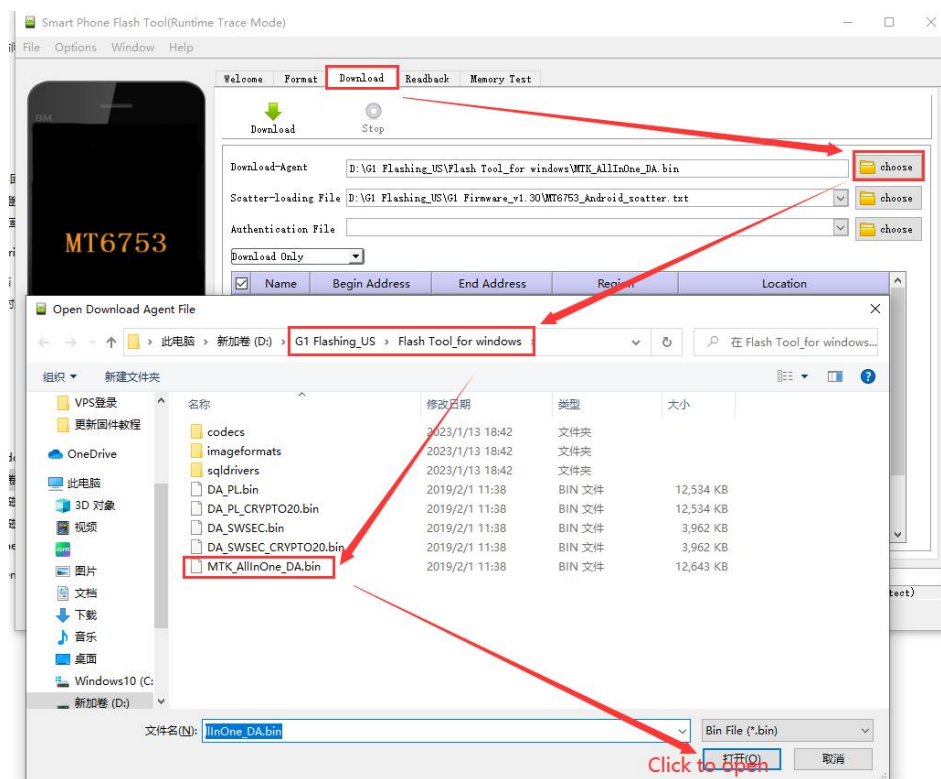 Smart Phone Flash Tool(Runtime Trace Mode)
File Options Window Help
Welcome Format Download Readback Memory Test
BM
Download Stop
Download-Agent D:\G1 Flashing_US\Flash Tool_for windows\MTK_AllInOne_DA.bin choose
Scatter-loading File D:\G1 Flashing_US\G1 Firmware_v1.30\MT6753_Android_scatter.txt choose
Authentication File choose
MT6753
Download Only
Name Begin Address End Address Region Location
Open Download Agent File
此电脑 > 新加卷 (D:) > G1 Flashing_US > Flash Tool_for windows
在 Flash Tool_for windows...
组织 新建文件夹
VPS登录
更新固件教程
OneDrive
此电脑
3D 对象
视频
图片
文档
下载
音乐
桌面
Windows10 (C:
新加卷 (D:)
名称 修改日期 类型 大小
codecs 2023/1/13 18:42 文件夹
imageformats 2023/1/13 18:42 文件夹
sqldrivers 2023/1/13 18:42 文件夹
DA_PL.bin 2019/2/1 11:38 BIN 文件 12,534 KB
DA_PL_CRYPTO20.bin 2019/2/1 11:38 BIN 文件 12,534 KB
DA_SWSEC.bin 2019/2/1 11:38 BIN 文件 3,962 KB
DA_SWSEC_CRYPTO20.bin 2019/2/1 11:38 BIN 文件 3,962 KB
MTK_AllInOne_DA.bin 2019/2/1 11:38 BIN 文件 12,643 KB
tect)
文件名(N): llInOne_DA.bin Bin File (*.bin)
打开(O) 取消
Click to open